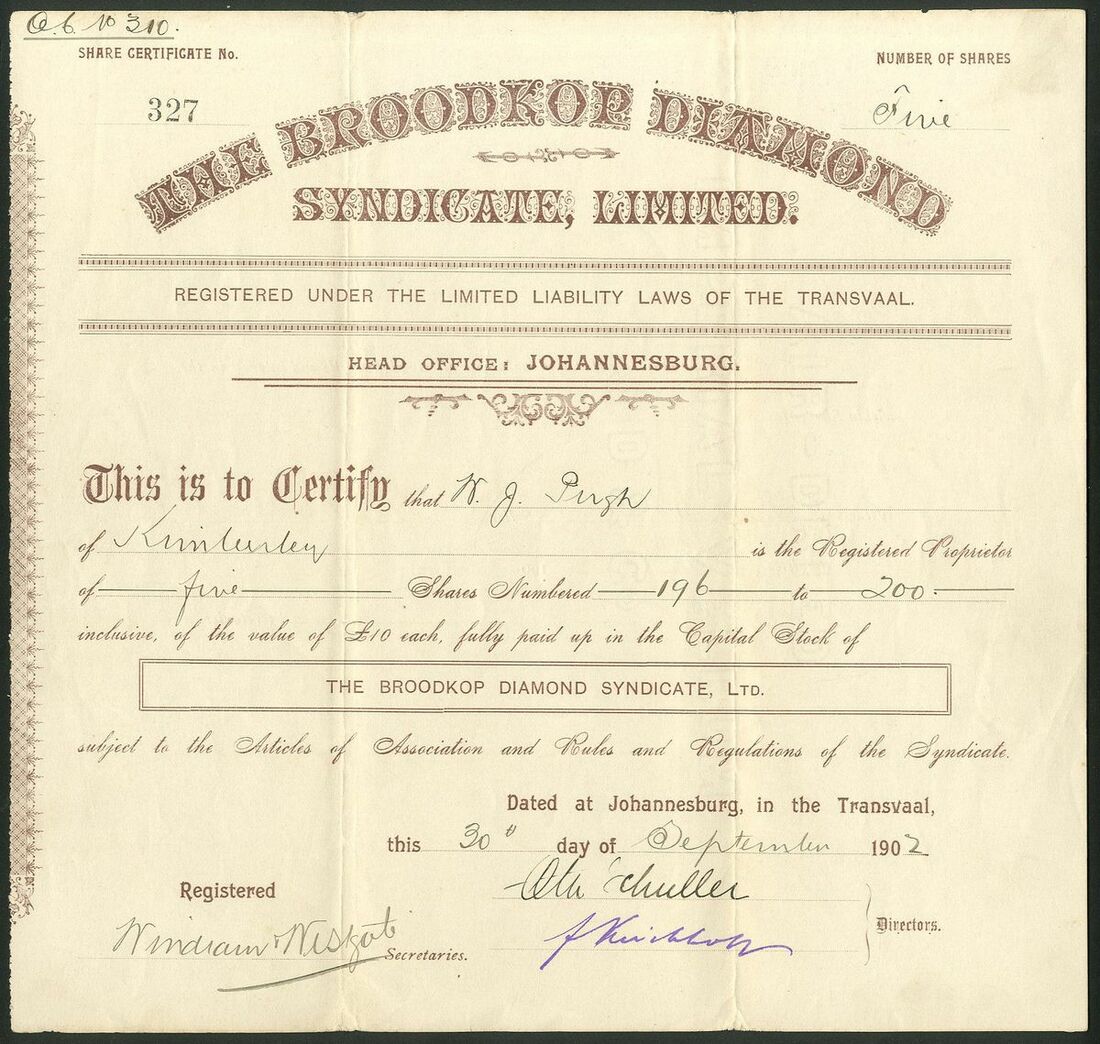 O. 6. No 310.
SHARE CERTIFICATE No.
NUMBER OF SHARES
327
Five
THE BROODKOP DIAMOND
SYNDICATE, LIMITED.
REGISTERED UNDER THE LIMITED LIABILITY LAWS OF THE TRANSVAAL.
HEAD OFFICE: JOHANNESBURG.
This is to Certify that W. J. Pugh
of Kimberley is the Registered Proprietor
of five Shares Numbered 196 to 200.
inclusive, of the value of £10 each, fully paid up in the Capital Stock of
THE BROODKOP DIAMOND SYNDICATE, LTD.
subject to the Articles of Association and Rules and Regulations of the Syndicate.
Dated at Johannesburg, in the Transvaal,
this 30th day of September 1902
Registered
Directors.
Secretaries.